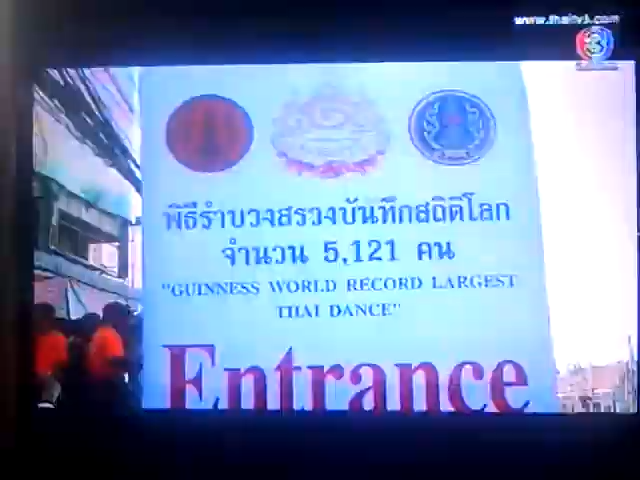 www.thaitv3.com
พิธีรำบวงสรวงบันทึกสถิติโลก
จำนวน 5,121 คน
"GUINNESS WORLD RECORD LARGEST
THAI DANCE"
Entrance